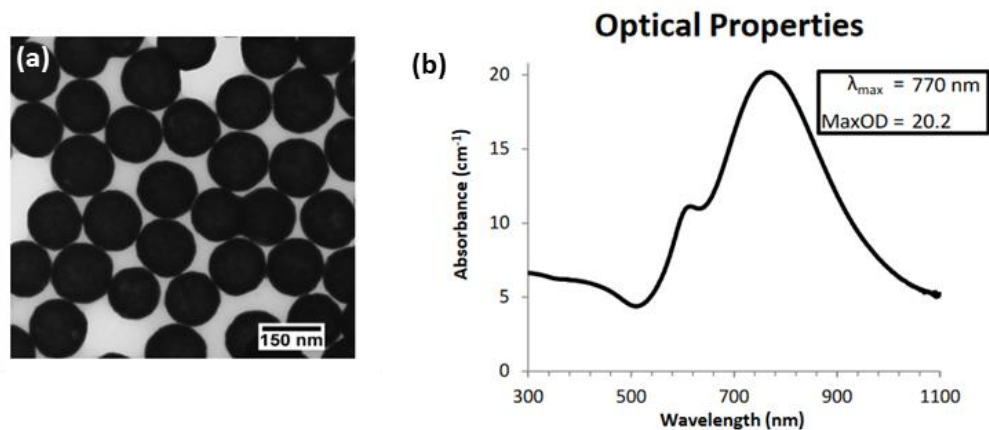 Optical Properties
(a)
150 nm
(b)
λmax = 770 nm
MaxOD = 20.2
Absorbance (cm⁻¹)
20
15
10
5
0
300 500 700 900 1100
Wavelength (nm)